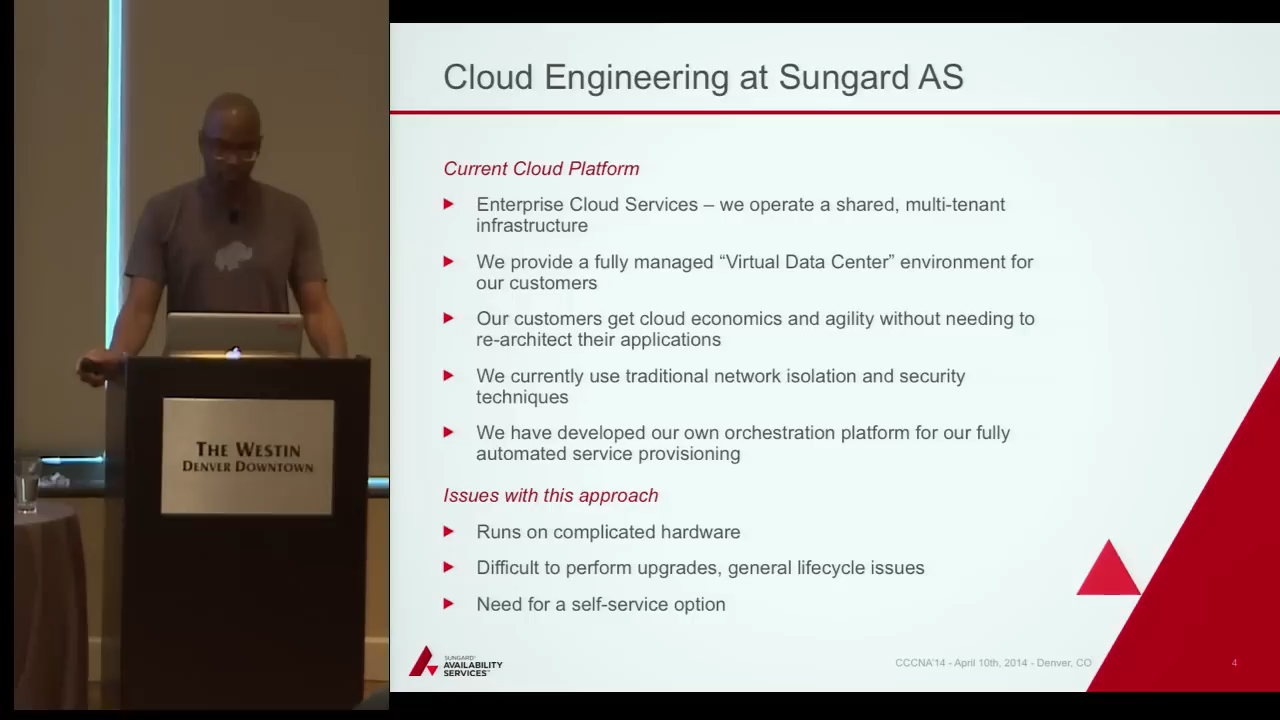 Cloud Engineering at Sungard AS
Current Cloud Platform
Enterprise Cloud Services – we operate a shared, multi-tenant
infrastructure
We provide a fully managed “Virtual Data Center” environment for
our customers
Our customers get cloud economics and agility without needing to
re-architect their applications
We currently use traditional network isolation and security
techniques
We have developed our own orchestration platform for our fully
automated service provisioning
Issues with this approach
Runs on complicated hardware
Difficult to perform upgrades, general lifecycle issues
Need for a self-service option
SUNGARD®
AVAILABILITY
SERVICES™
CCCNA'14 - April 10th, 2014 - Denver, CO
4
THE WESTIN
DENVER DOWNTOWN